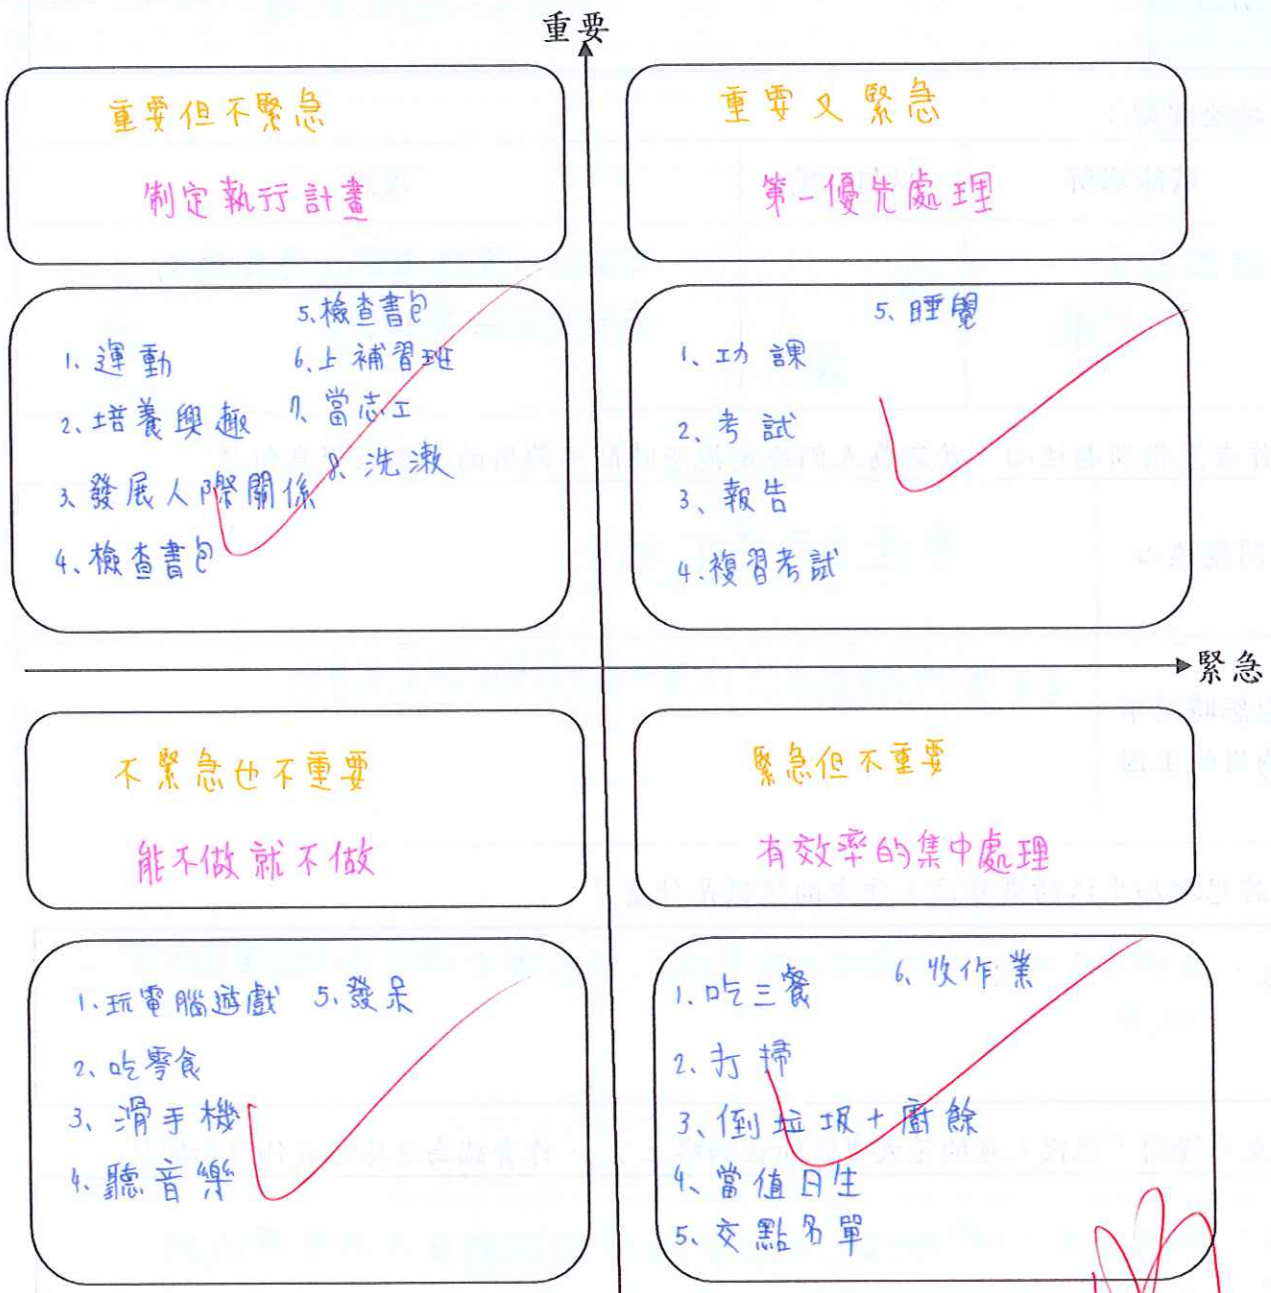 重要
重要但不緊急
制定執行計畫
重要又緊急
第一優先處理
5、檢查書包
1、運動
6、上補習班
2、培養興趣
7、當志工
3、發展人際關係
8、洗漱
4、檢查書包
5、睡覺
1、功課
2、考試
3、報告
4、複習考試
緊急
不緊急也不重要
能不做就不做
緊急但不重要
有效率的集中處理
1、玩電腦遊戲
5、發呆
2、吃零食
3、滑手機
4、聽音樂
1、吃三餐
6、收作業
2、打掃
3、倒垃圾+廚餘
4、當值日生
5、交點名單